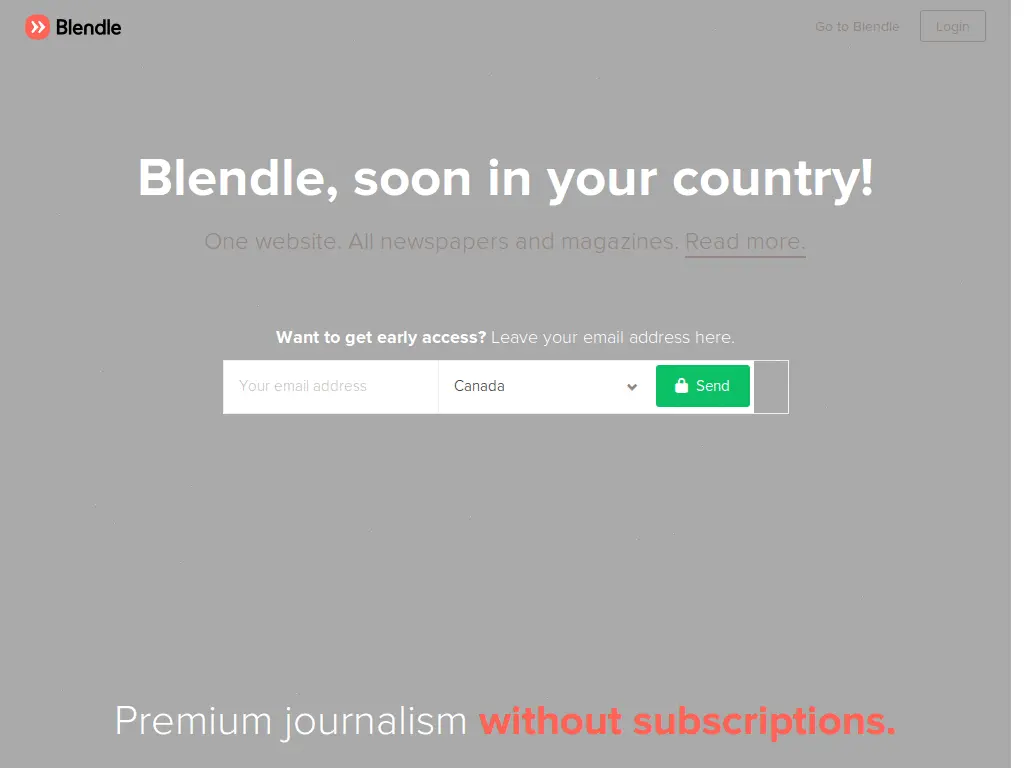 Blendle
Go to Blendle
Login
Blendle, soon in your country!
One website. All newspapers and magazines. Read more.
Want to get early access? Leave your email address here.
Your email address
Canada
Send
Premium journalism without subscriptions.